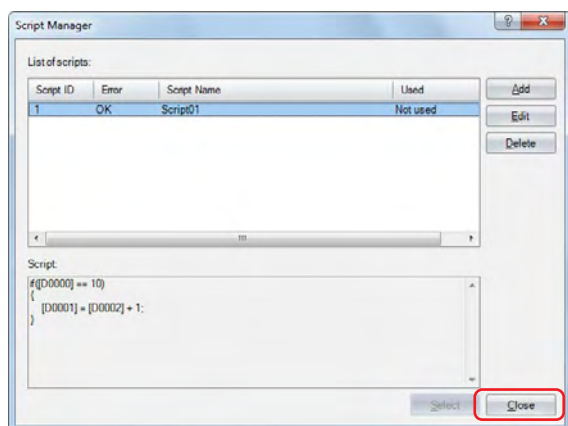 Script Manager
List of scripts:
Script ID Error Script Name Used
1 OK Script01 Not used
Add
Edit
Delete
Script:
if([D0000] == 10)
{
[D0001] = [D0002] + 1;
}
Select Close